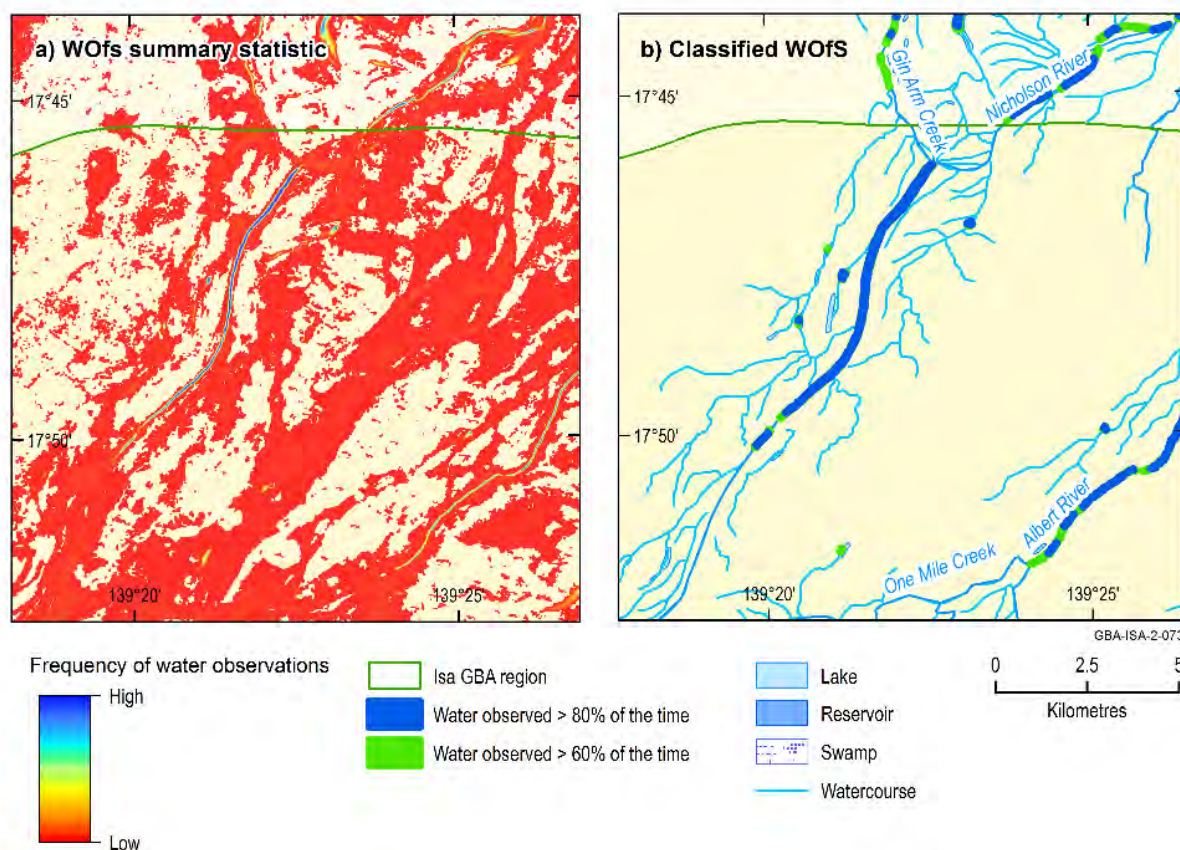 a) WOfs summary statistic
b) Classified WOfS
17°45'
17°50'
139°20'
139°25'
17°45'
17°50'
139°20'
139°25'
Gin Arm Creek
Nicholson River
Albert River
One Mile Creek
GBA-ISA-2-073
Frequency of water observations
High
Low
Isa GBA region
Water observed > 80% of the time
Water observed > 60% of the time
Lake
Reservoir
Swamp
Watercourse
0 2.5 5
Kilometres